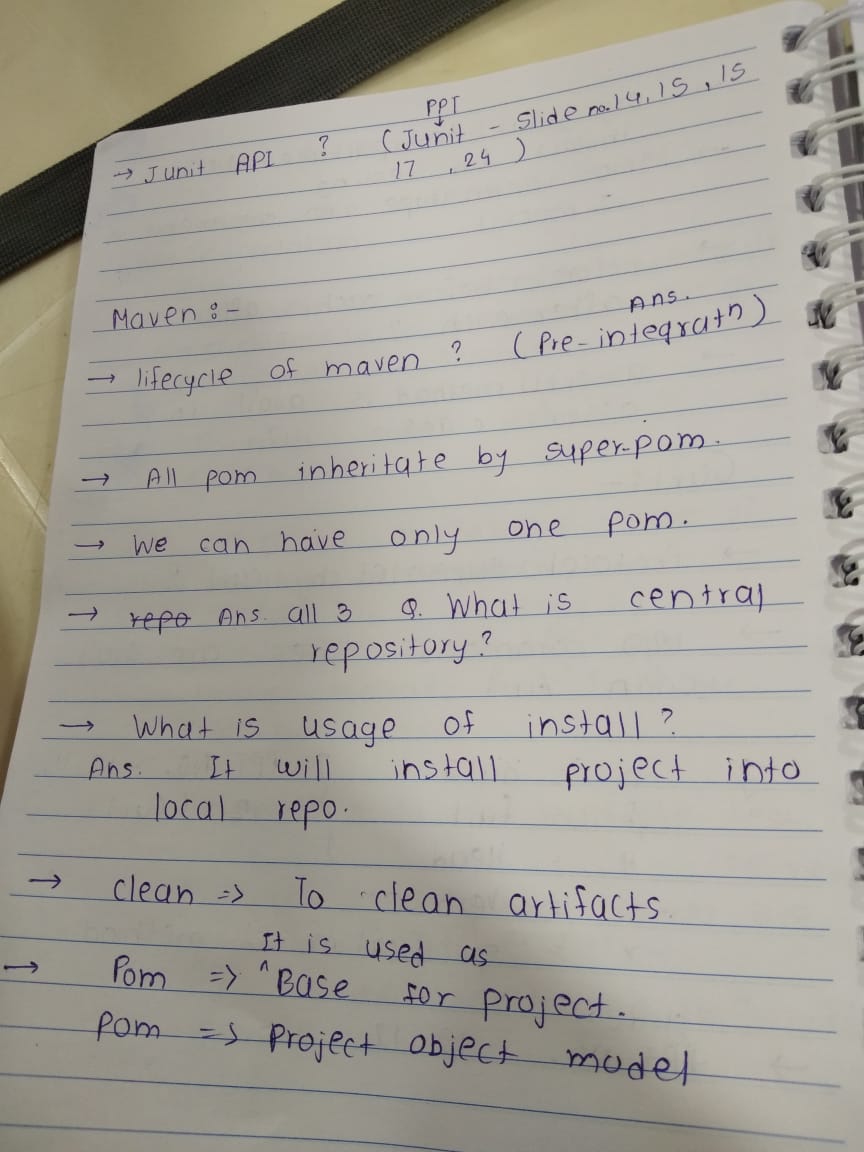 PPT
→ Junit API ? (Junit - Slide no. 14, 15, 15
17, 24)
Maven :-
Ans.
→ lifecycle of maven ? (Pre-integratn)
→ All pom inheritate by super-pom.
→ We can have only one pom.
→ repo Ans. all 3 Q. What is central
repository?
→ What is usage of install?
Ans. It will install project into
local repo.
→ clean => To clean artifacts.
It is used as
→ Pom => ^ Base for project.
pom => Project object model